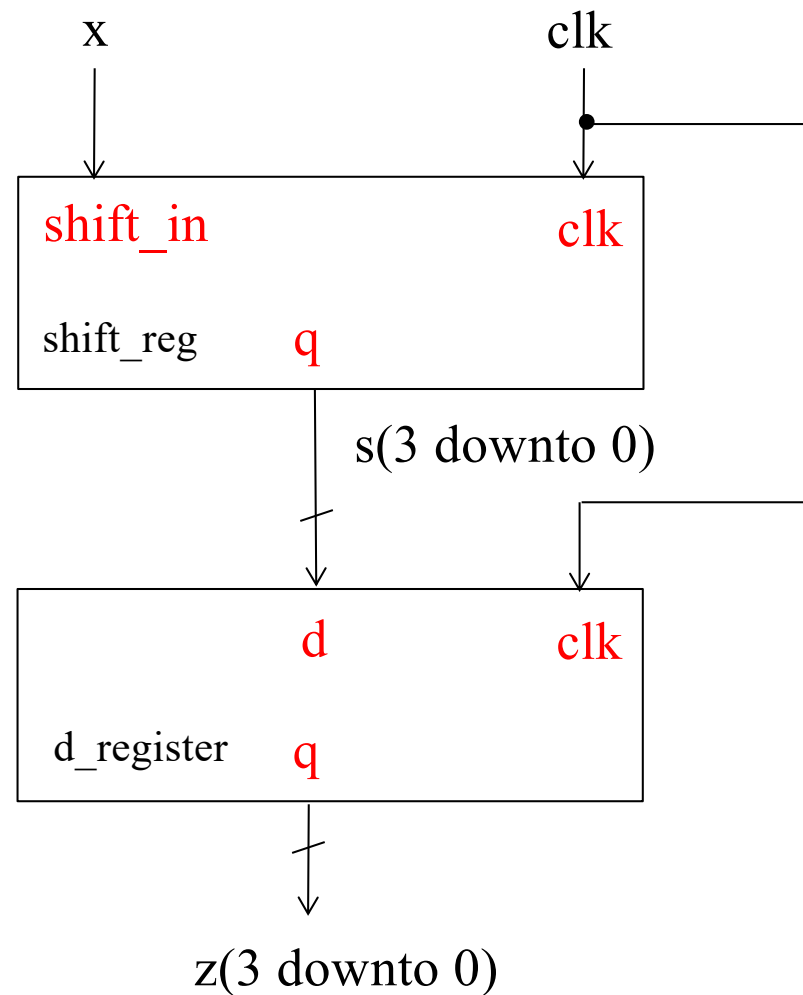 x clk
shift_in clk
shift_reg q
s(3 downto 0)
d clk
d_register q
z(3 downto 0)